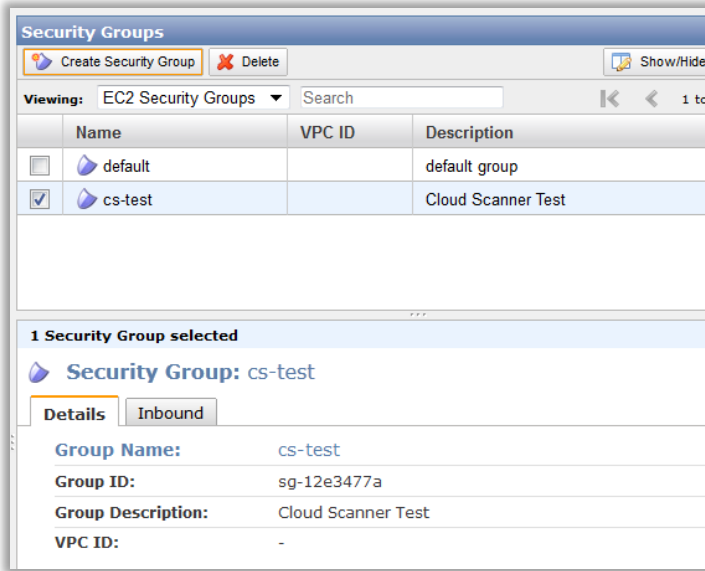 Security Groups
Create Security Group Delete Show/Hide
Viewing: EC2 Security Groups Search 1 to
Name VPC ID Description
default default group
cs-test Cloud Scanner Test
1 Security Group selected
Security Group: cs-test
Details Inbound
Group Name: cs-test
Group ID: sg-12e3477a
Group Description: Cloud Scanner Test
VPC ID: -